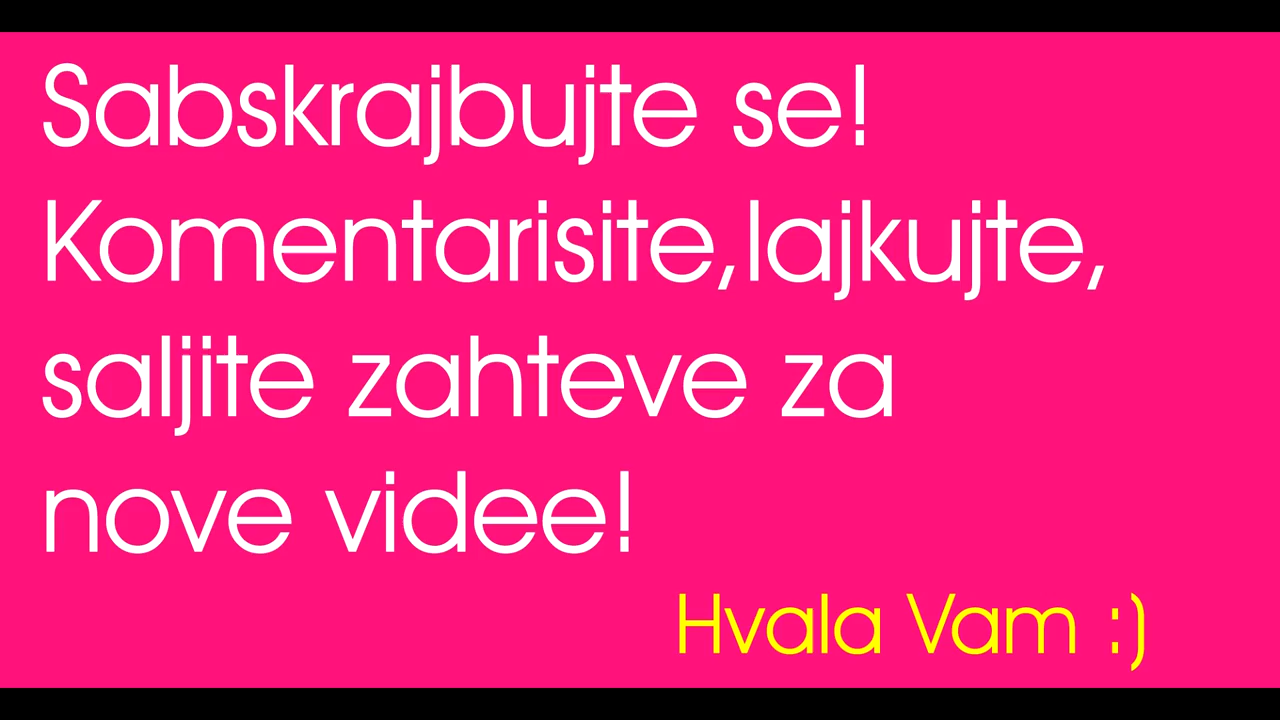 Sabskrajbujte se!
Komentarisite,lajkujte,
saljite zahteve za
nove videe!
Hvala Vam :)